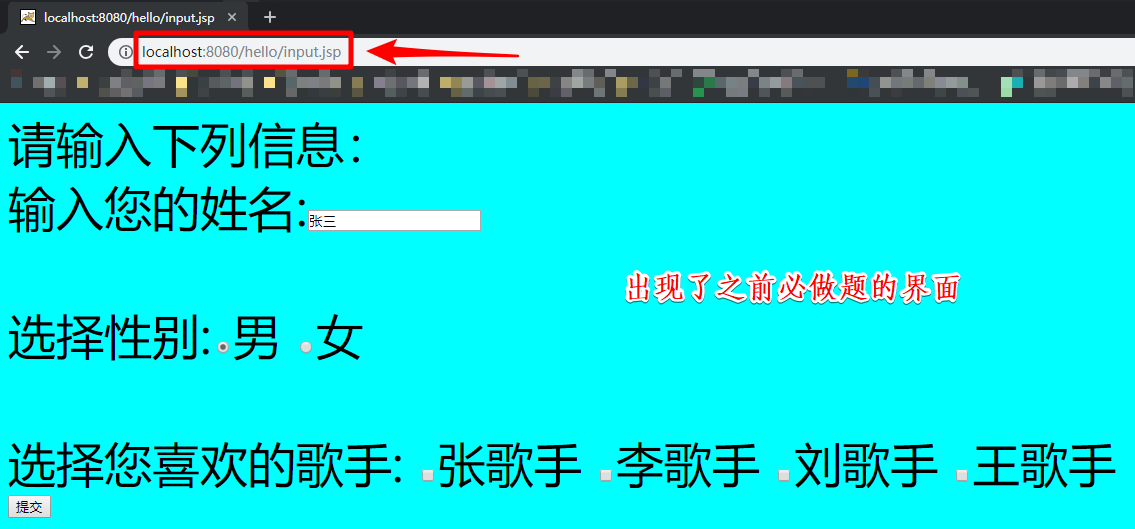 localhost:8080/hello/input.jsp
localhost:8080/hello/input.jsp
请输入下列信息：
输入您的姓名:张三
出现了之前必做题的界面
选择性别:男 女
选择您喜欢的歌手: 张歌手 李歌手 刘歌手 王歌手
提交